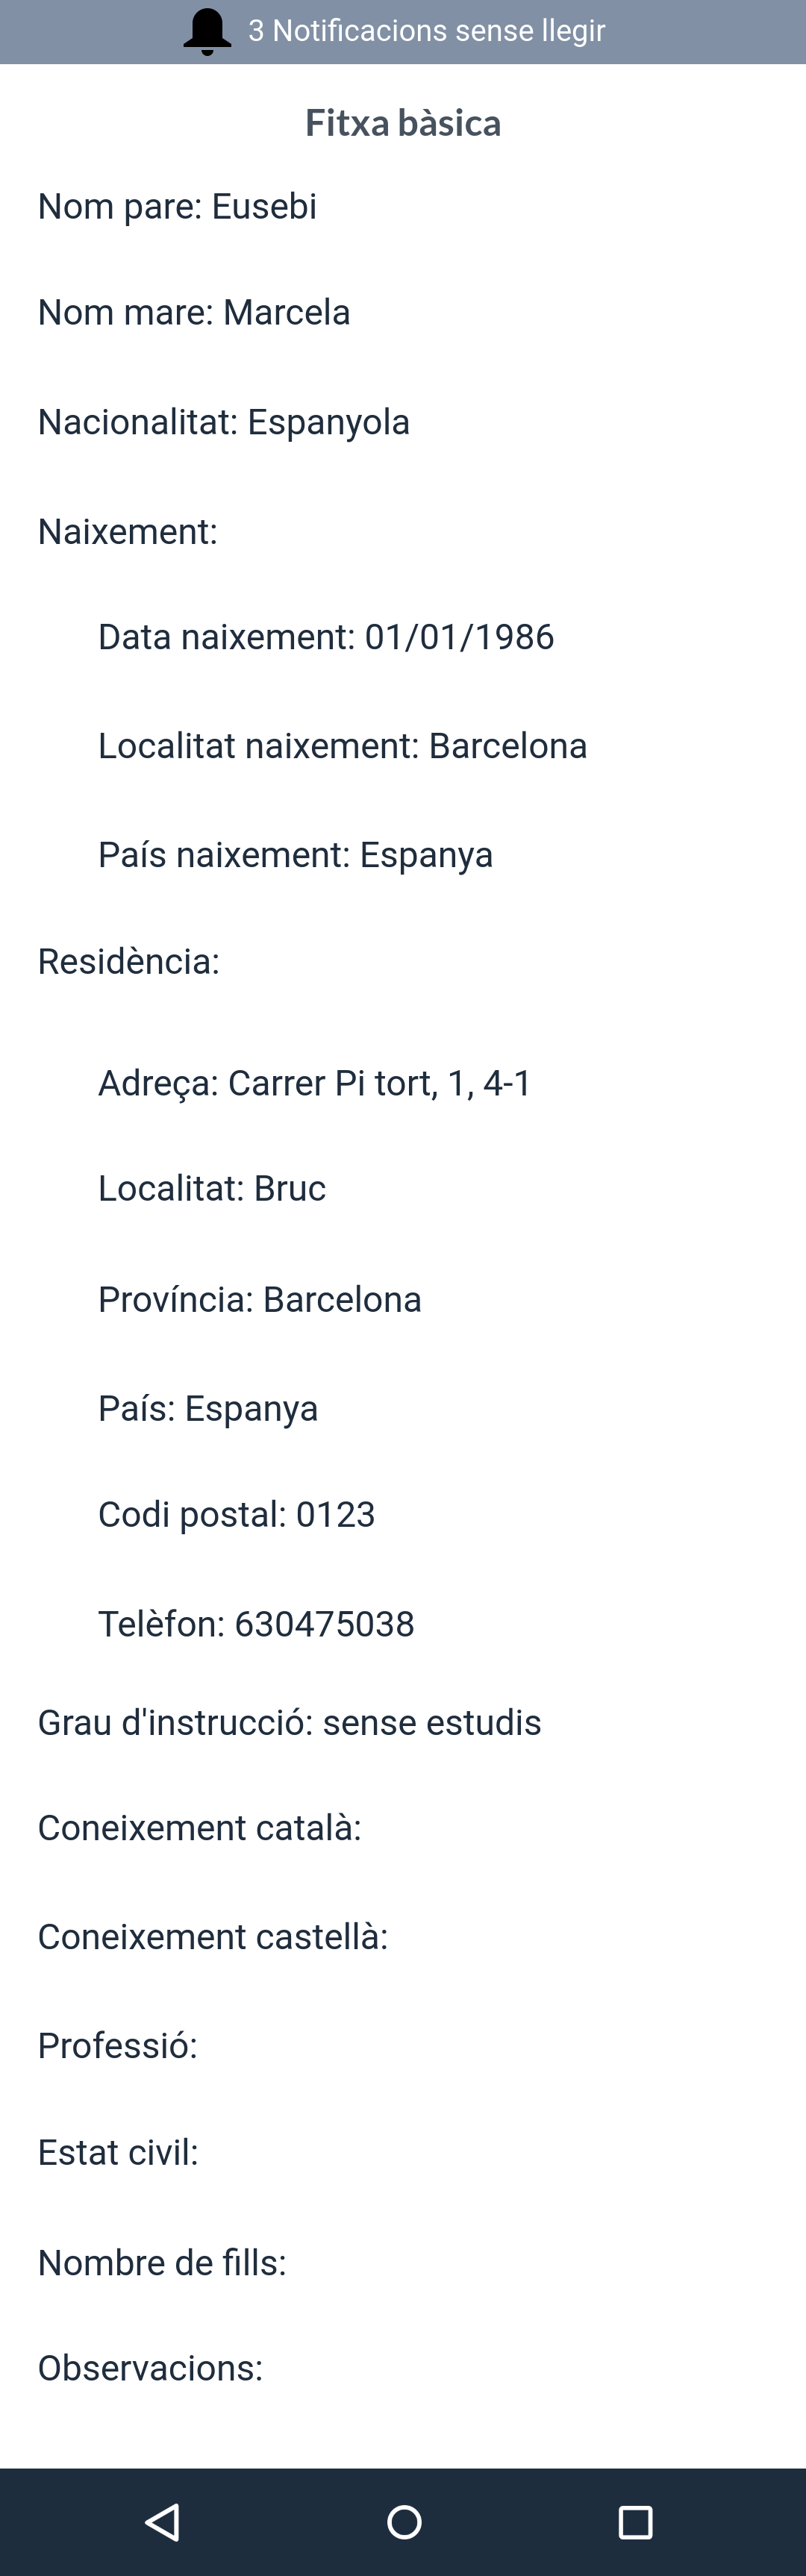 3 Notificacions sense llegir
Fitxa bàsica
Nom pare: Eusebi
Nom mare: Marcela
Nacionalitat: Espanyola
Naixement:
Data naixement: 01/01/1986
Localitat naixement: Barcelona
País naixement: Espanya
Residència:
Adreça: Carrer Pi tort, 1, 4-1
Localitat: Bruc
Província: Barcelona
País: Espanya
Codi postal: 0123
Telèfon: 630475038
Grau d'instrucció: sense estudis
Coneixement català:
Coneixement castellà:
Professió:
Estat civil:
Nombre de fills:
Observacions: